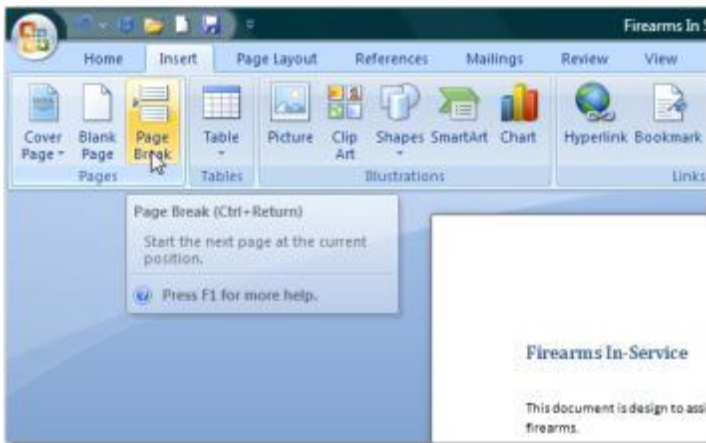 Firearms In S
Home Insert Page Layout References Mailings Review View
Cover Page Blank Page Page Break Table Picture Clip Art Shapes SmartArt Chart Hyperlink Bookmark
Pages Tables Illustrations Links
Page Break (Ctrl+Return)
Start the next page at the current
position.
Press F1 for more help.
Firearms In-Service
This document is design to assi
firearms.